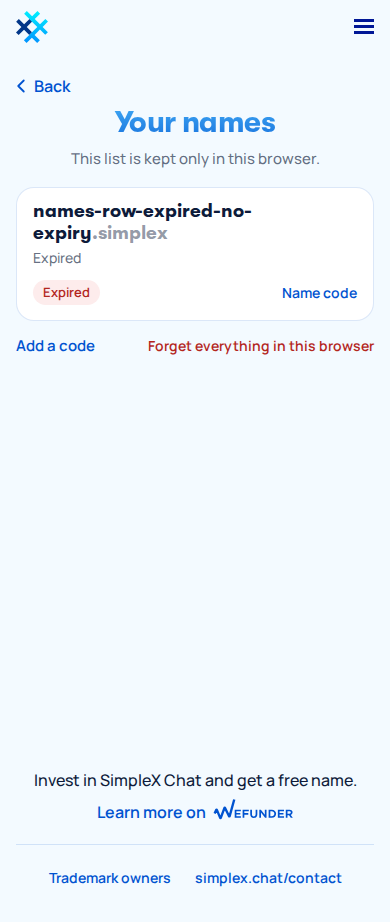 Back
Your names
This list is kept only in this browser.
names-row-expired-no-
expiry.simplex
Expired
Expired
Name code
Add a code
Forget everything in this browser
Invest in SimpleX Chat and get a free name.
Learn more on WEFUNDER
Trademark owners
simplex.chat/contact